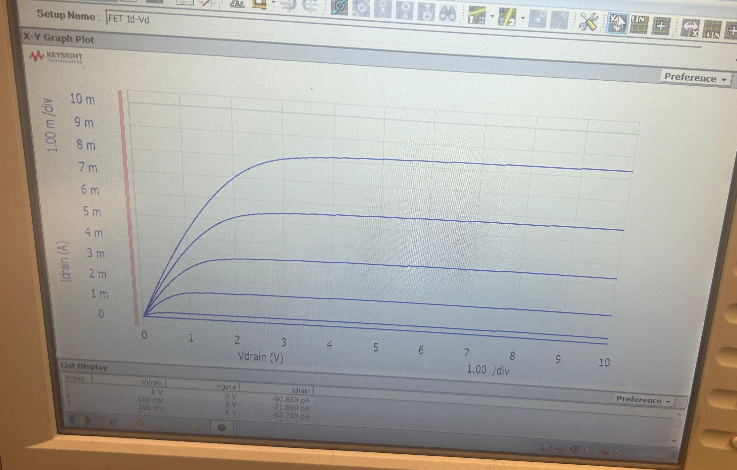 Setup Name : FET Id-Vd
X-Y Graph Plot
KEYSIGHT
Preference
1.00 m/div
Idrain (A)
10 m
9 m
8 m
7 m
6 m
5 m
4 m
3 m
2 m
1 m
0
0 1 2 3 4 5 6 7 8 9 10
Vdrain (V)
1.00 /div
List Display
Preference
Index Vdrain Vgate Idrain
0 V 0 V
100 mV 0 V
200 mV 0 V